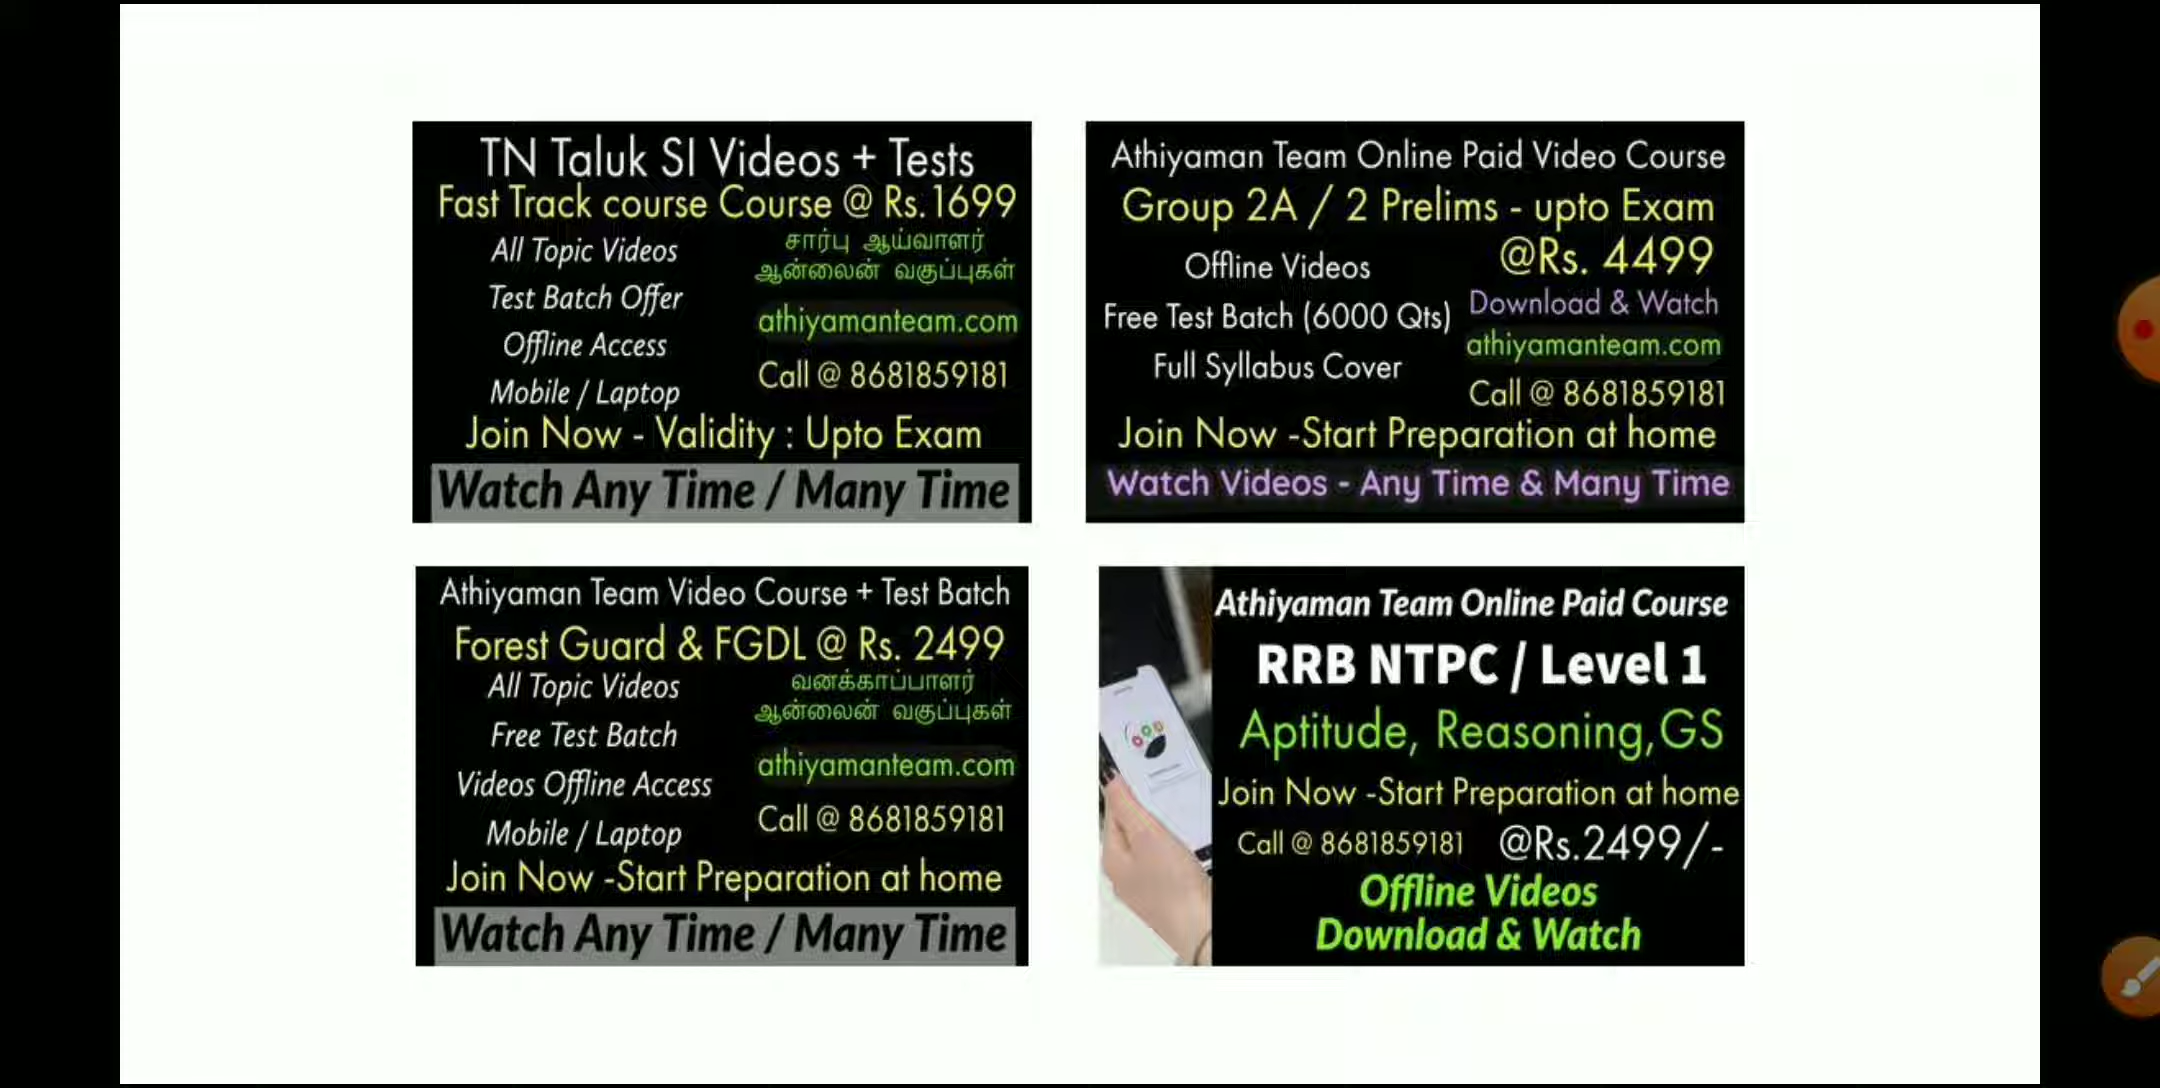 TN Taluk SI Videos + Tests
Fast Track course Course @ Rs.1699
All Topic Videos
Test Batch Offer
Offline Access
Mobile / Laptop
சார்பு ஆய்வாளர்
ஆன்லைன் வகுப்புகள்
athiyamanteam.com
Call @ 8681859181
Join Now - Validity : Upto Exam
Watch Any Time / Many Time
Athiyaman Team Online Paid Video Course
Group 2A / 2 Prelims - upto Exam
@Rs. 4499
Offline Videos
Free Test Batch (6000 Qts)
Full Syllabus Cover
Download & Watch
athiyamanteam.com
Call @ 8681859181
Join Now -Start Preparation at home
Watch Videos - Any Time & Many Time
Athiyaman Team Video Course + Test Batch
Forest Guard & FGDL @ Rs. 2499
All Topic Videos
Free Test Batch
Videos Offline Access
Mobile / Laptop
வனக்காப்பாளர்
ஆன்லைன் வகுப்புகள்
athiyamanteam.com
Call @ 8681859181
Join Now -Start Preparation at home
Watch Any Time / Many Time
Athiyaman Team Online Paid Course
RRB NTPC / Level 1
Aptitude, Reasoning,GS
Join Now -Start Preparation at home
Call @ 8681859181 @Rs.2499/-
Offline Videos
Download & Watch